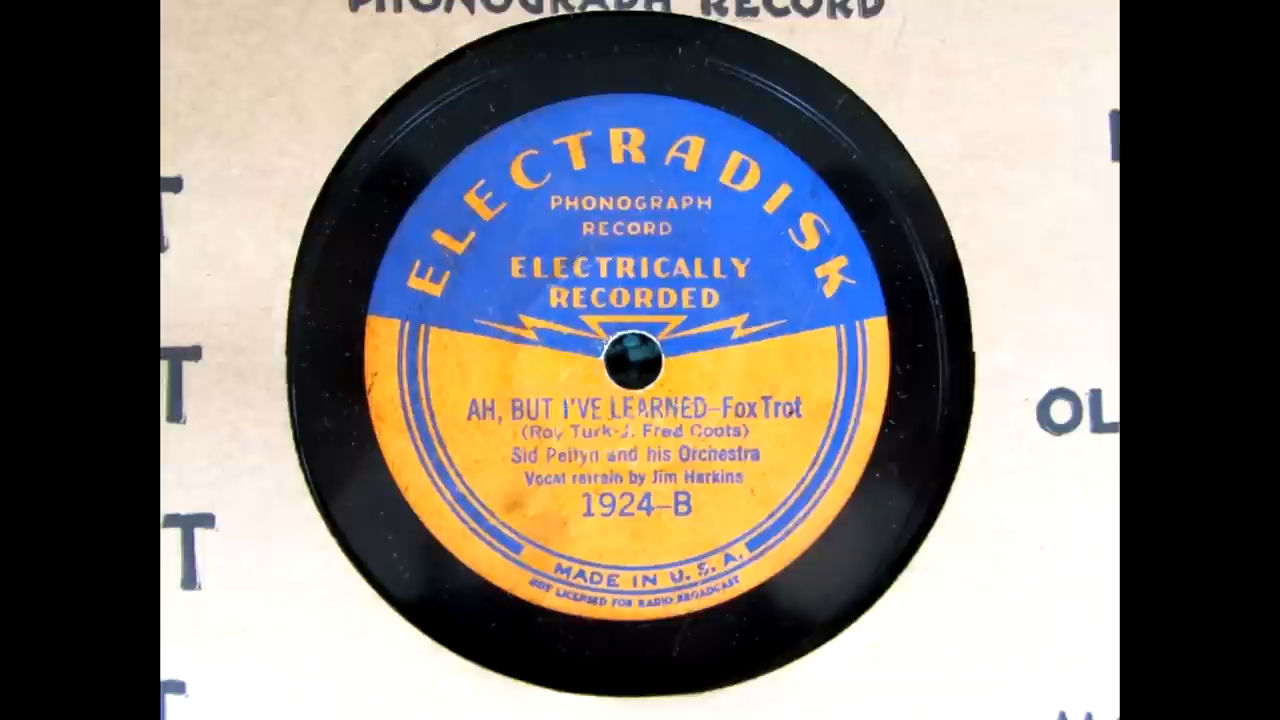 PHONOGRAPH RECORD
ELECTRADISK
PHONOGRAPH
RECORD
ELECTRICALLY
RECORDED
AH, BUT I'VE LEARNED–Fox Trot
(Roy Turk-J. Fred Coots)
Sid Peltyn and his Orchestra
Vocal refrain by Jim Harkins
1924–B
MADE IN U.S.A.
NOT LICENSED FOR RADIO BROADCAST
T
T
T
OL